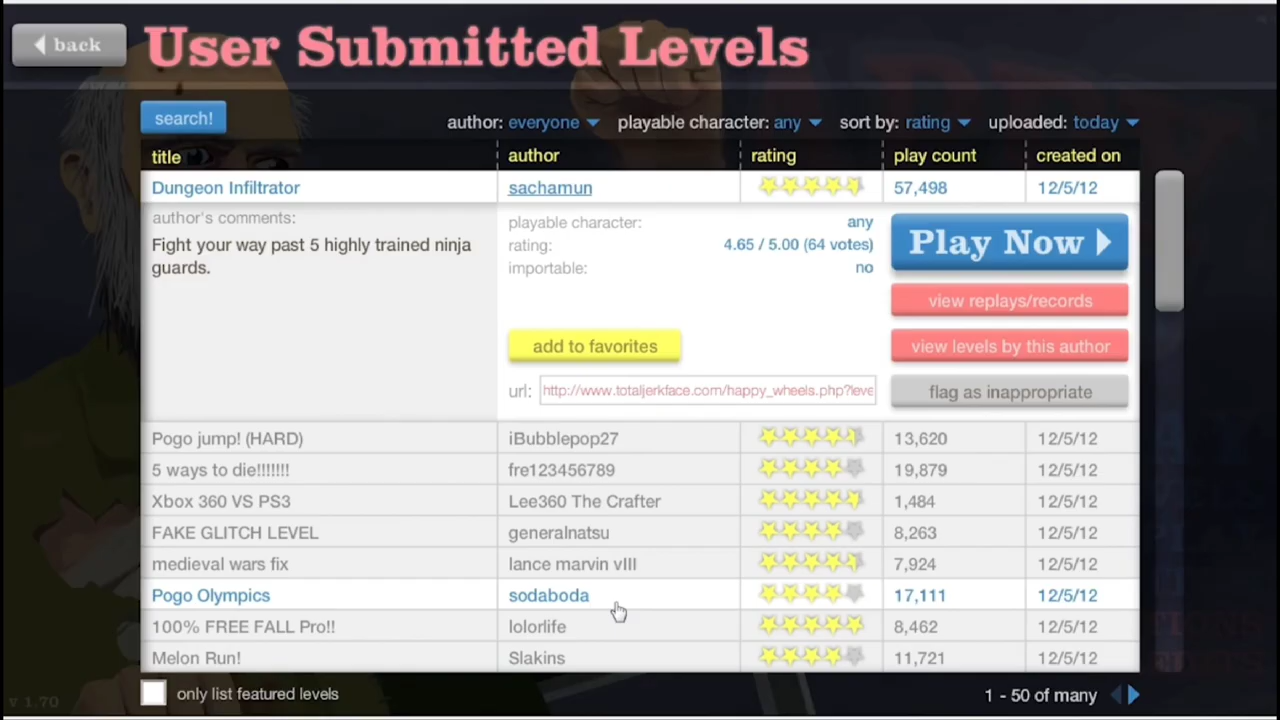 back
User Submitted Levels
search!
author: everyone playable character: any sort by: rating uploaded: today
title author rating play count created on
Dungeon Infiltrator sachamun 57,498 12/5/12
author's comments:
Fight your way past 5 highly trained ninja
guards.
playable character: any
rating: 4.65 / 5.00 (64 votes)
importable: no
Play Now
view replays/records
add to favorites
view levels by this author
url: http://www.totaljerkface.com/happy_wheels.php?leve
flag as inappropriate
Pogo jump! (HARD) iBubblepop27 13,620 12/5/12
5 ways to die!!!!!!! fre123456789 19,879 12/5/12
Xbox 360 VS PS3 Lee360 The Crafter 1,484 12/5/12
FAKE GLITCH LEVEL generalnatsu 8,263 12/5/12
medieval wars fix lance marvin vIII 7,924 12/5/12
Pogo Olympics sodaboda 17,111 12/5/12
100% FREE FALL Pro!! lolorlife 8,462 12/5/12
Melon Run! Slakins 11,721 12/5/12
only list featured levels
1 - 50 of many
v 1.70